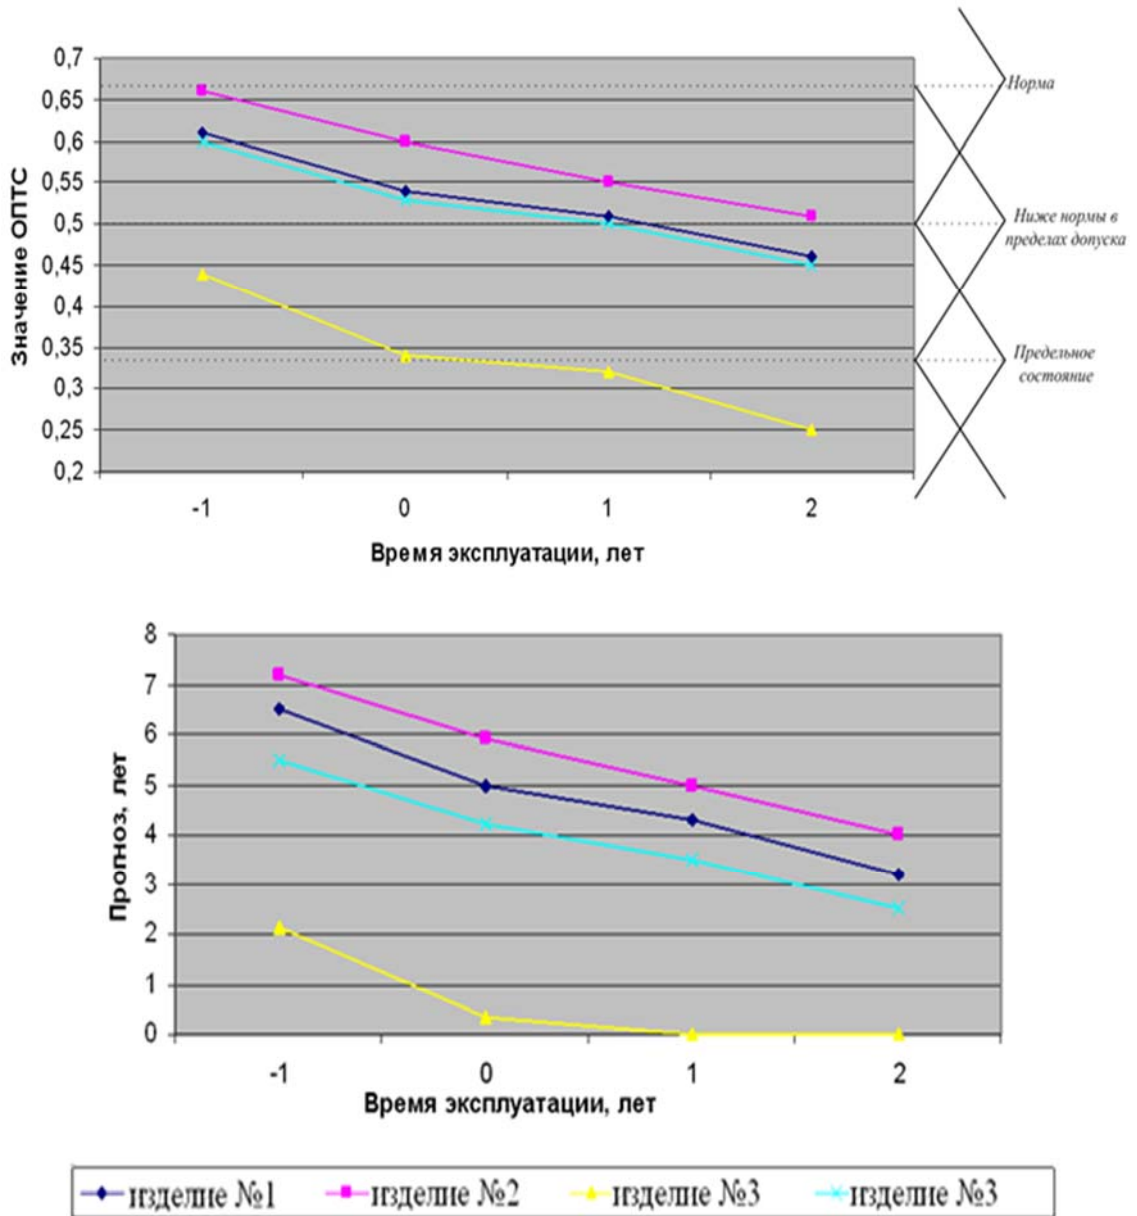 0,7
0,65
0,6
0,55
0,5
0,45
0,4
0,35
0,3
0,25
0,2
Значение ОПТС
-1 0 1 2
Время эксплуатации, лет
Норма
Ниже нормы в
пределах допуска
Предельное
состояние
8
7
6
5
4
3
2
1
0
Прогноз, лет
-1 0 1 2
Время эксплуатации, лет
изделие №1 изделие №2 изделие №3 изделие №3